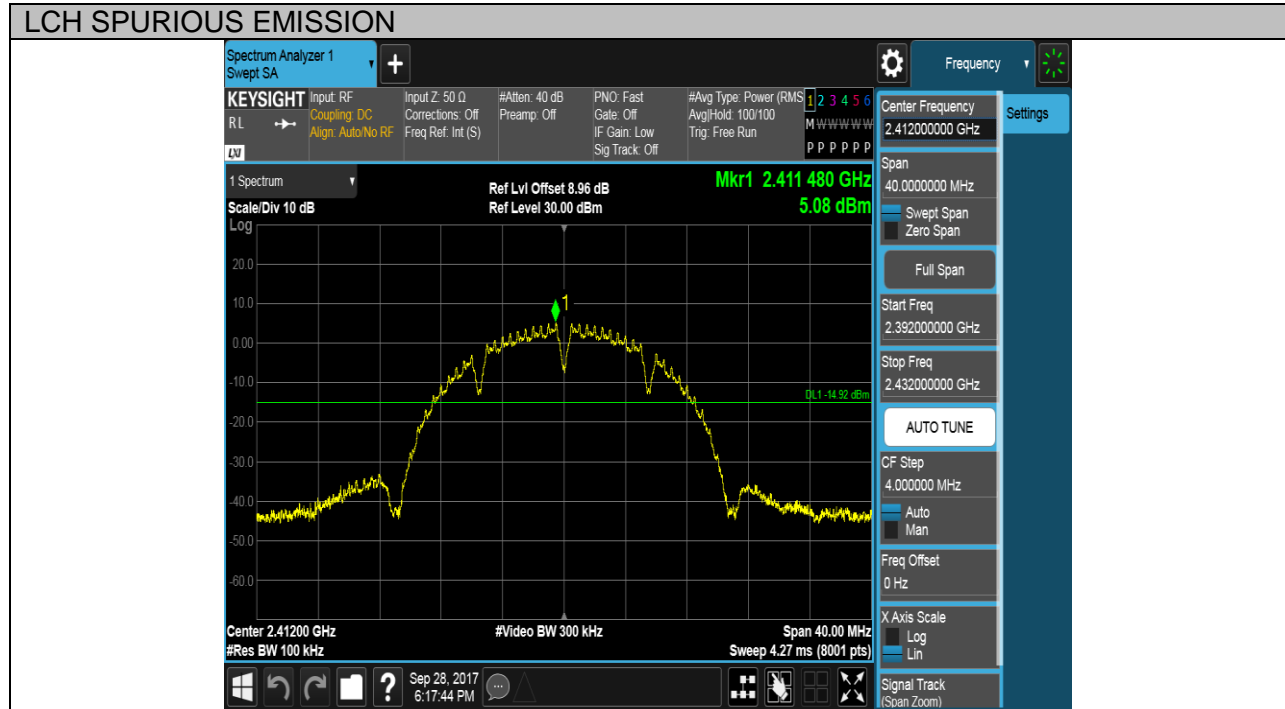 LCH SPURIOUS EMISSION
Spectrum Analyzer 1
Swept SA
+
Frequency
KEYSIGHT
RL
LXI
Input: RF
Coupling: DC
Align: Auto/No RF
Input Z: 50 Ω
Corrections: Off
Freq Ref: Int (S)
#Atten: 40 dB
Preamp: Off
PNO: Fast
Gate: Off
IF Gain: Low
Sig Track: Off
#Avg Type: Power (RMS
Avg|Hold: 100/100
Trig: Free Run
1 2 3 4 5 6
M W W W W W
P P P P P P
1 Spectrum
Scale/Div 10 dB
Ref Lvl Offset 8.96 dB
Ref Level 30.00 dBm
Mkr1 2.411 480 GHz
5.08 dBm
Log
20.0
10.0
0.00
-10.0
-20.0
-30.0
-40.0
-50.0
-60.0
1
DL1 -14.92 dBm
Center 2.41200 GHz
#Res BW 100 kHz
#Video BW 300 kHz
Span 40.00 MHz
Sweep 4.27 ms (8001 pts)
?
Sep 28, 2017
6:17:44 PM
Center Frequency
2.412000000 GHz
Span
40.0000000 MHz
Swept Span
Zero Span
Full Span
Start Freq
2.392000000 GHz
Stop Freq
2.432000000 GHz
AUTO TUNE
CF Step
4.000000 MHz
Auto
Man
Freq Offset
0 Hz
X Axis Scale
Log
Lin
Signal Track
(Span Zoom)
Settings